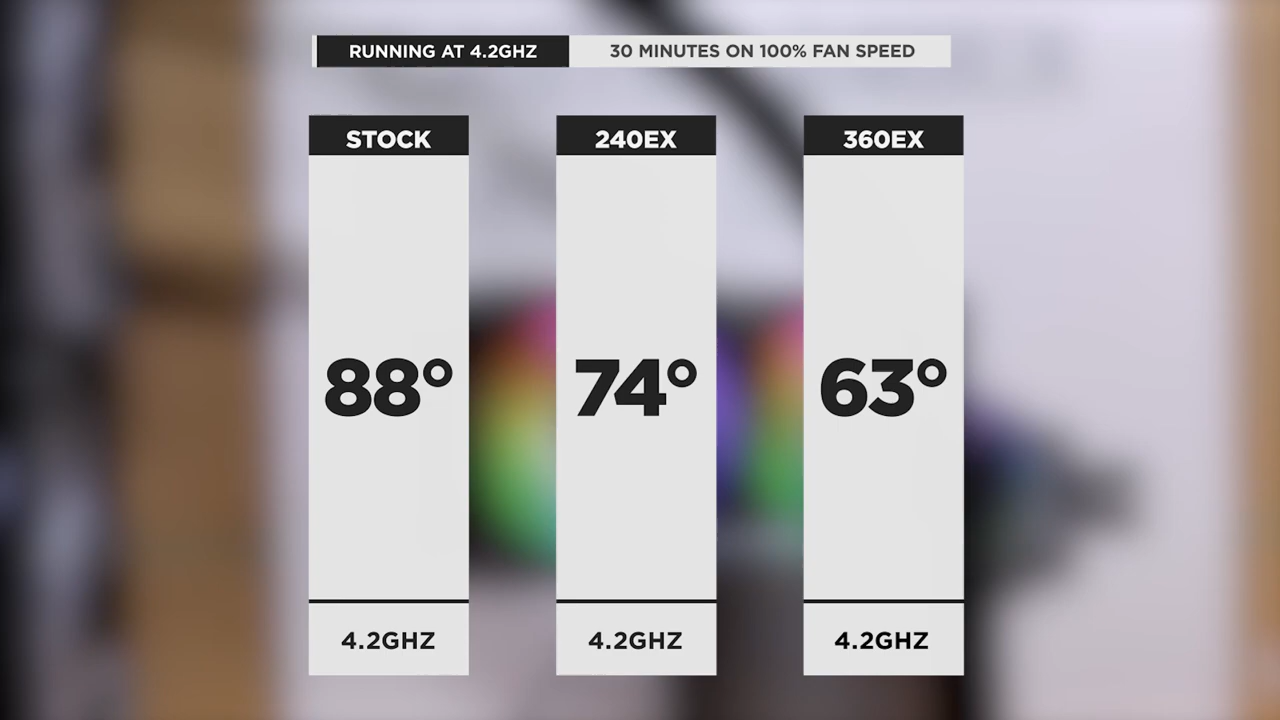 RUNNING AT 4.2GHZ 30 MINUTES ON 100% FAN SPEED
STOCK 240EX 360EX
88° 74° 63°
4.2GHZ 4.2GHZ 4.2GHZ